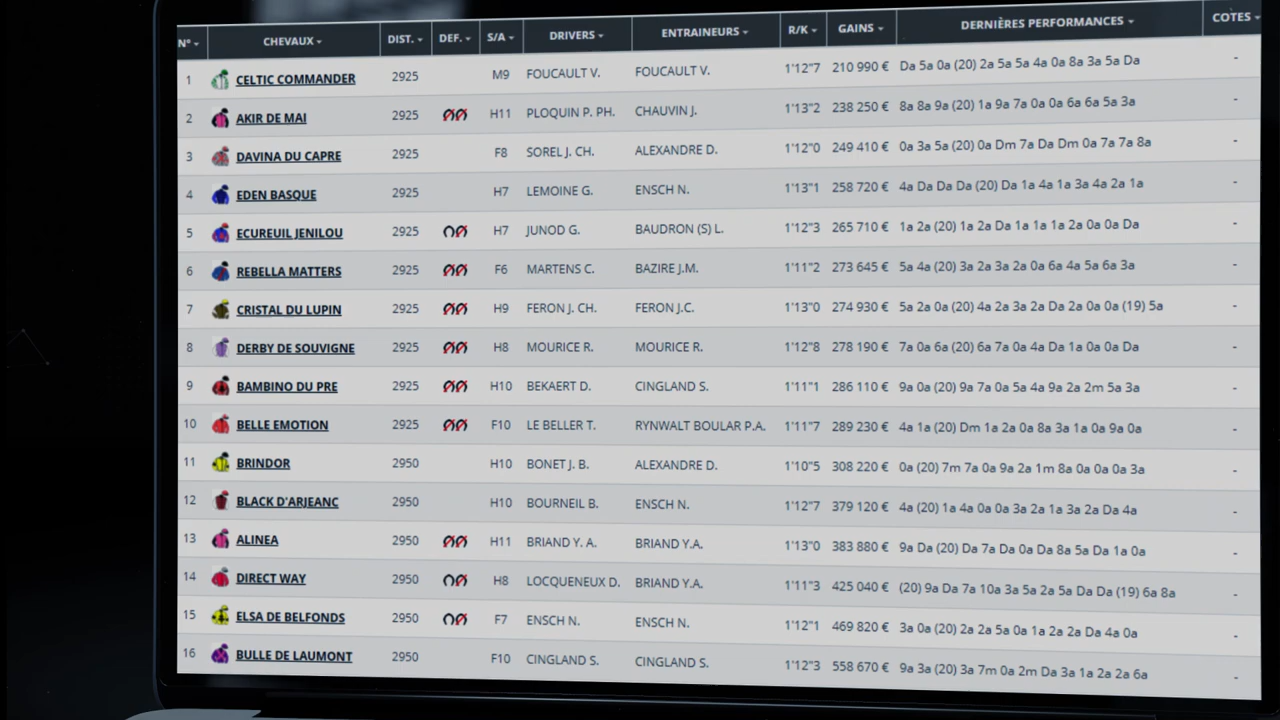 N° CHEVAUX DIST. DEF. S/A DRIVERS ENTRAINEURS R/K GAINS DERNIÈRES PERFORMANCES COTES
1 CELTIC COMMANDER 2925 M9 FOUCAULT V. FOUCAULT V. 1'12"7 210 990 € Da 5a 0a (20) 2a 5a 5a 4a 0a 8a 3a 5a Da -
2 AKIR DE MAI 2925 H11 PLOQUIN P. PH. CHAUVIN J. 1'13"2 238 250 € 8a 8a 9a (20) 1a 9a 7a 0a 0a 6a 6a 5a 3a -
3 DAVINA DU CAPRE 2925 F8 SOREL J. CH. ALEXANDRE D. 1'12"0 249 410 € 0a 3a 5a (20) 0a Dm 7a Da Dm 0a 7a 7a 8a -
4 EDEN BASQUE 2925 H7 LEMOINE G. ENSCH N. 1'13"1 258 720 € 4a Da Da Da (20) Da 1a 4a 1a 3a 4a 2a 1a -
5 ECUREUIL JENILOU 2925 H7 JUNOD G. BAUDRON (S) L. 1'12"3 265 710 € 1a 2a (20) 1a 2a Da 1a 1a 1a 2a 0a 0a Da -
6 REBELLA MATTERS 2925 F6 MARTENS C. BAZIRE J.M. 1'11"2 273 645 € 5a 4a (20) 3a 2a 3a 2a 0a 6a 4a 5a 6a 3a -
7 CRISTAL DU LUPIN 2925 H9 FERON J. CH. FERON J.C. 1'13"0 274 930 € 5a 2a 0a (20) 4a 2a 3a 2a Da 2a 0a 0a (19) 5a -
8 DERBY DE SOUVIGNE 2925 H8 MOURICE R. MOURICE R. 1'12"8 278 190 € 7a 0a 6a (20) 6a 7a 0a 4a Da 1a 0a 0a Da -
9 BAMBINO DU PRE 2925 H10 BEKAERT D. CINGLAND S. 1'11"1 286 110 € 9a 0a (20) 9a 7a 0a 5a 4a 9a 2a 2m 5a 3a -
10 BELLE EMOTION 2925 F10 LE BELLER T. RYNWALT BOULAR P.A. 1'11"7 289 230 € 4a 1a (20) Dm 1a 2a 0a 8a 3a 1a 0a 9a 0a -
11 BRINDOR 2950 H10 BONET J. B. ALEXANDRE D. 1'10"5 308 220 € 0a (20) 7m 7a 0a 9a 2a 1m 8a 0a 0a 0a 3a -
12 BLACK D'ARJEANC 2950 H10 BOURNEIL B. ENSCH N. 1'12"7 379 120 € 4a (20) 1a 4a 0a 0a 3a 2a 1a 3a 2a Da 4a -
13 ALINEA 2950 H11 BRIAND Y. A. BRIAND Y.A. 1'13"0 383 880 € 9a Da (20) Da 7a Da 0a Da 8a 5a Da 1a 0a -
14 DIRECT WAY 2950 H8 LOCQUENEUX D. BRIAND Y.A. 1'11"3 425 040 € (20) 9a Da 7a 10a 3a 5a 2a 5a Da Da (19) 6a 8a -
15 ELSA DE BELFONDS 2950 F7 ENSCH N. ENSCH N. 1'12"1 469 820 € 3a 0a (20) 2a 2a 5a 0a 1a 2a 2a Da 4a 0a -
16 BULLE DE LAUMONT 2950 F10 CINGLAND S. CINGLAND S. 1'12"3 558 670 € 9a 3a (20) 3a 7m 0a 2m Da 3a 1a 2a 2a 6a -